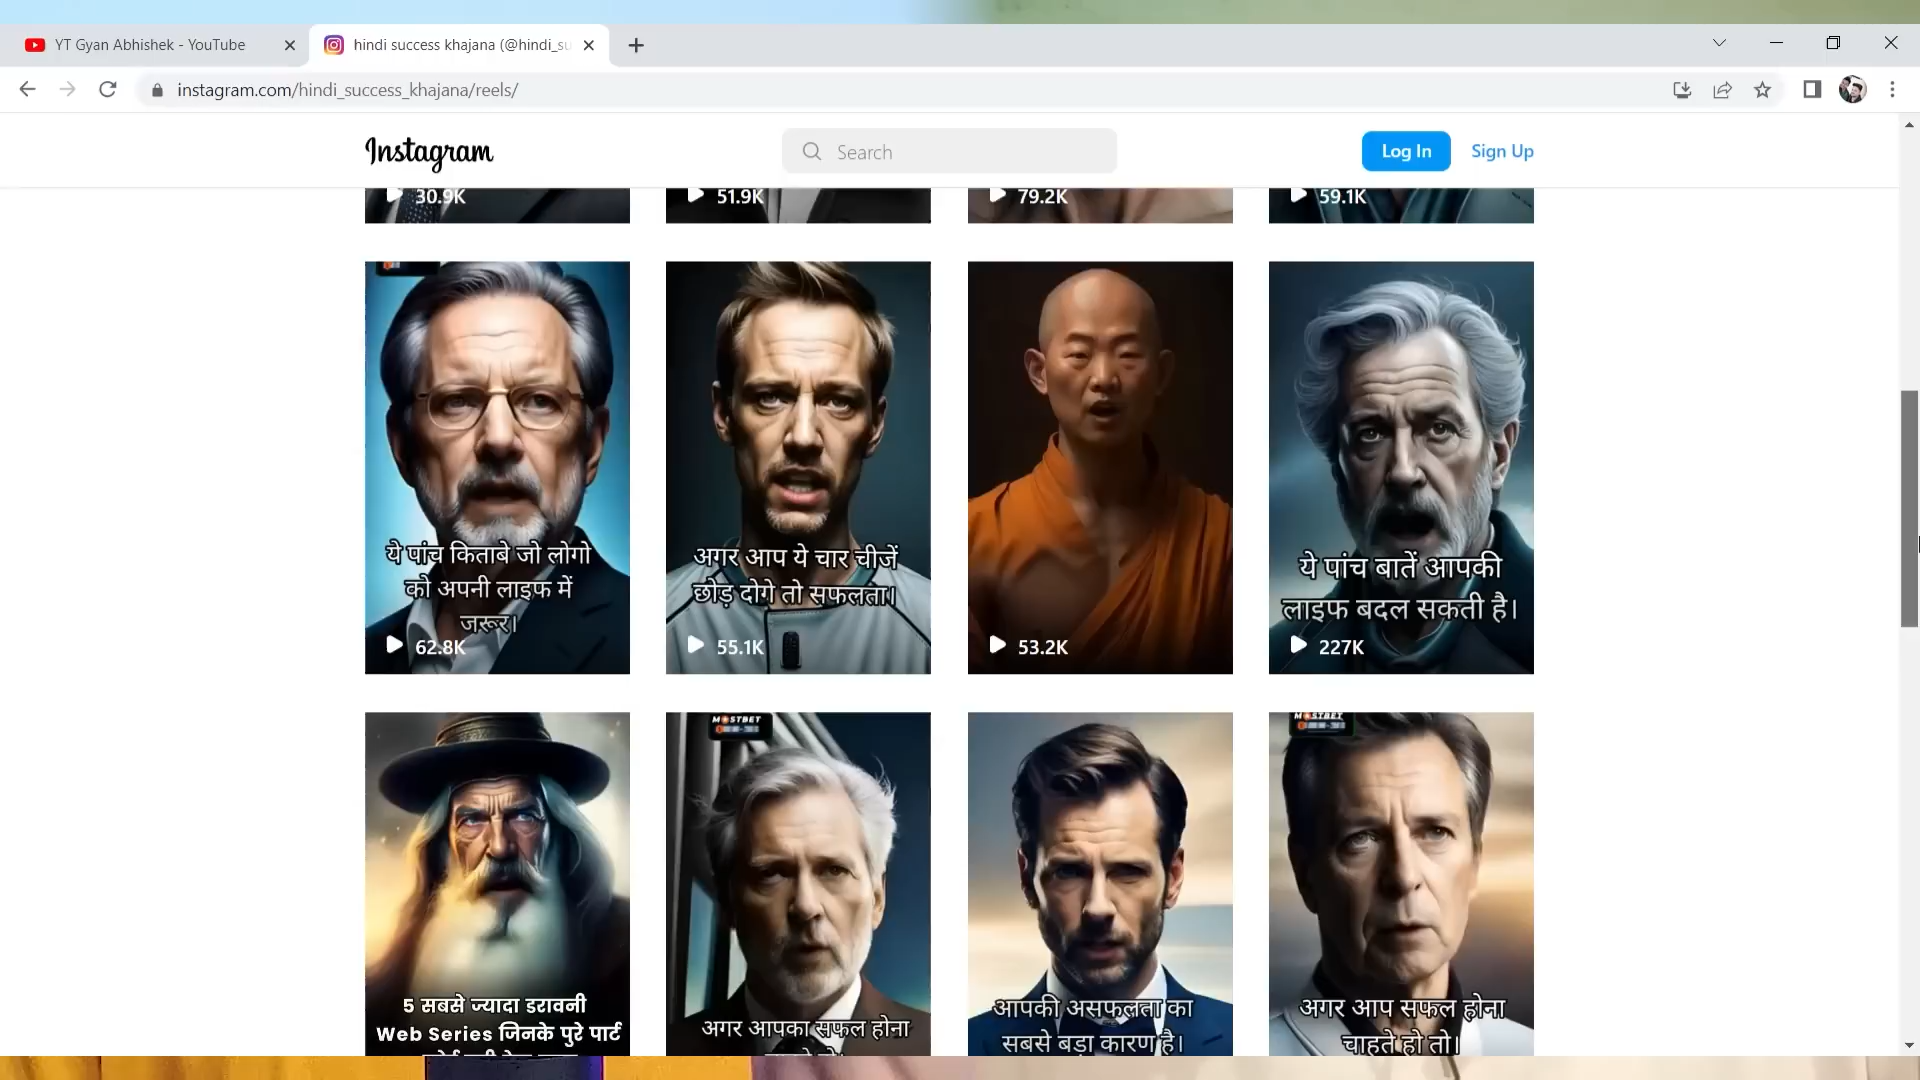 YT Gyan Abhishek - YouTube
hindi success khajana (@hindi_su
instagram.com/hindi_success_khajana/reels/
Instagram
Search
Log In
Sign Up
30.9K
51.9K
79.2K
59.1K
ये पांच किताबे जो लोगो
को अपनी लाइफ में
जरूर।
62.8K
अगर आप ये चार चीजें
छोड़ दोगे तो सफलता।
55.1K
53.2K
ये पांच बातें आपकी
लाइफ बदल सकती है।
227K
5 सबसे ज्यादा डरावनी
Web Series जिनके पुरे पार्ट
MOSTBET
अगर आपका सफल होना
आपकी असफलता का
सबसे बड़ा कारण है।
MOSTBET
अगर आप सफल होना
चाहते हो तो।